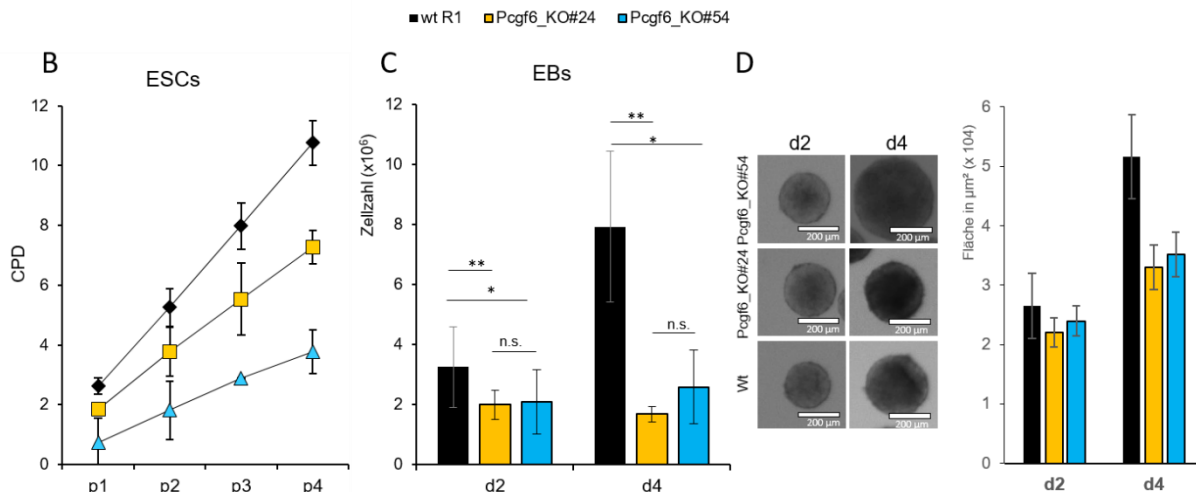 wt R1 Pcgf6_KO#24 Pcgf6_KO#54
B
ESCs
CPD
12
10
8
6
4
2
0
p1 p2 p3 p4
C
EBs
Zellzahl (x10⁶)
12
10
8
6
4
2
0
**
*
n.s.
**
*
n.s.
d2 d4
D
d2 d4
Pcgf6_KO#54
200 µm 200 µm
Pcgf6_KO#24
200 µm 200 µm
Wt
200 µm 200 µm
Fläche in µm² (x 104)
6
5
4
3
2
1
0
d2 d4